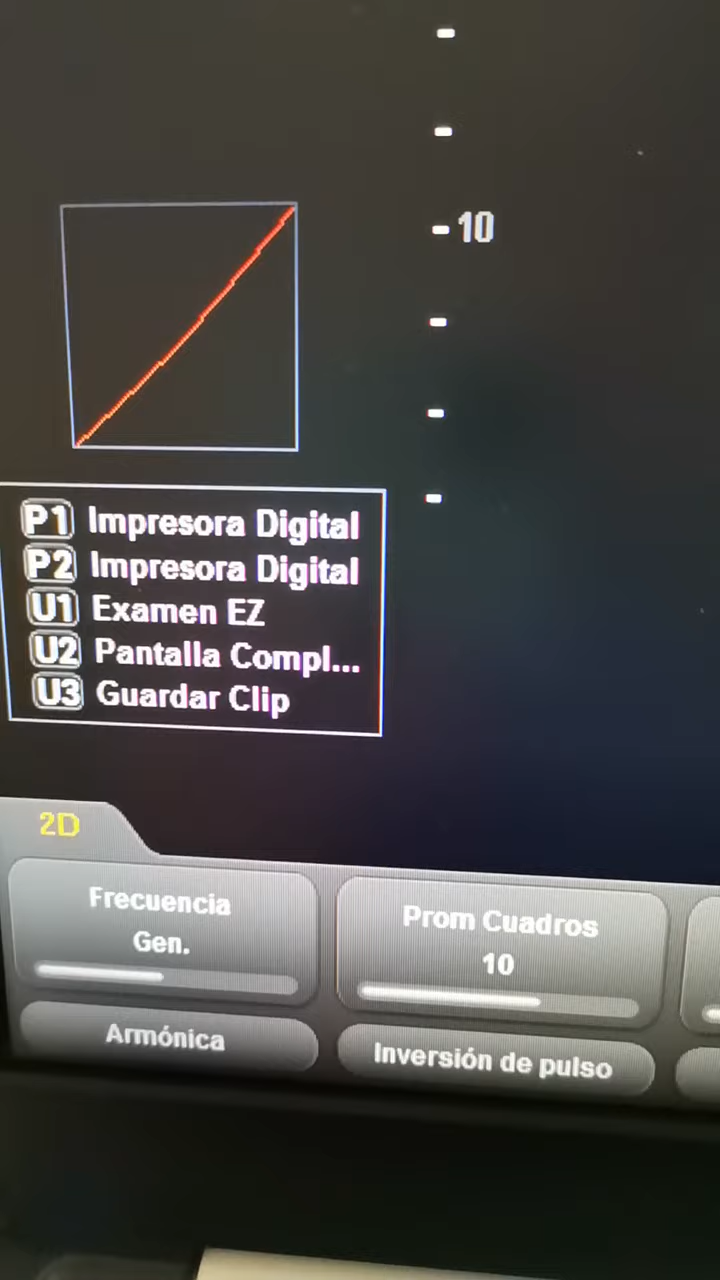 10
P1 Impresora Digital
P2 Impresora Digital
U1 Examen EZ
U2 Pantalla Compl...
U3 Guardar Clip
2D
Frecuencia
Gen.
Prom Cuadros
10
Armónica
Inversión de pulso